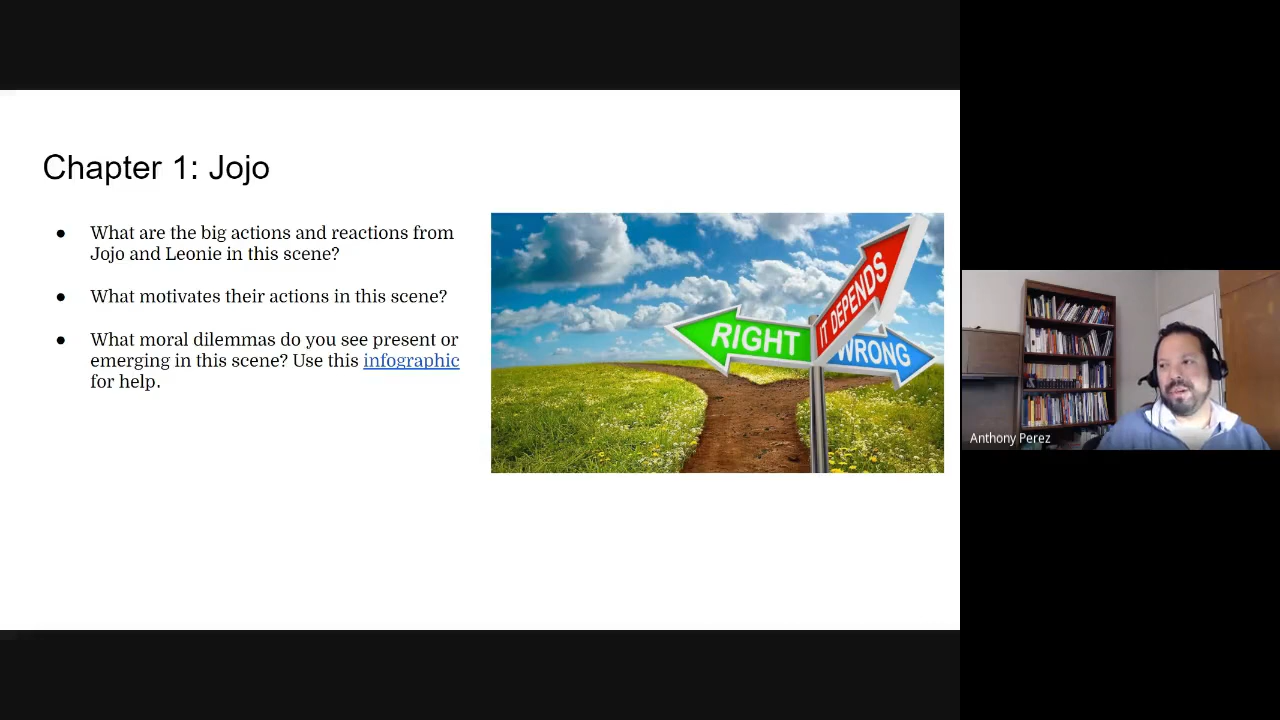 Chapter 1: Jojo
● What are the big actions and reactions from
Jojo and Leonie in this scene?
● What motivates their actions in this scene?
● What moral dilemmas do you see present or
emerging in this scene? Use this infographic
for help.
RIGHT
IT DEPENDS
WRONG
Anthony Perez